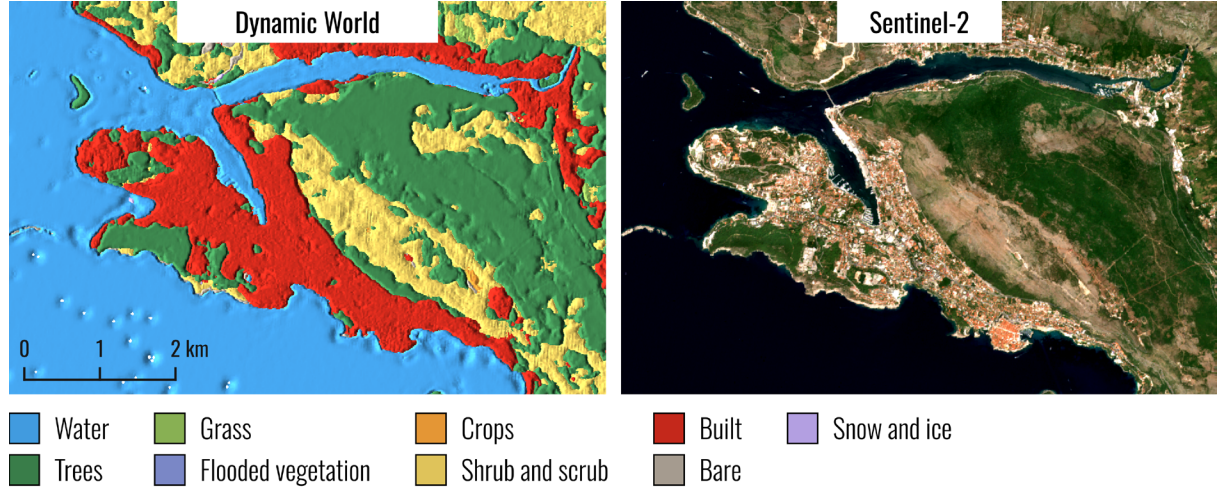 Dynamic World
Sentinel-2
0 1 2 km
Water
Grass
Crops
Built
Snow and ice
Trees
Flooded vegetation
Shrub and scrub
Bare